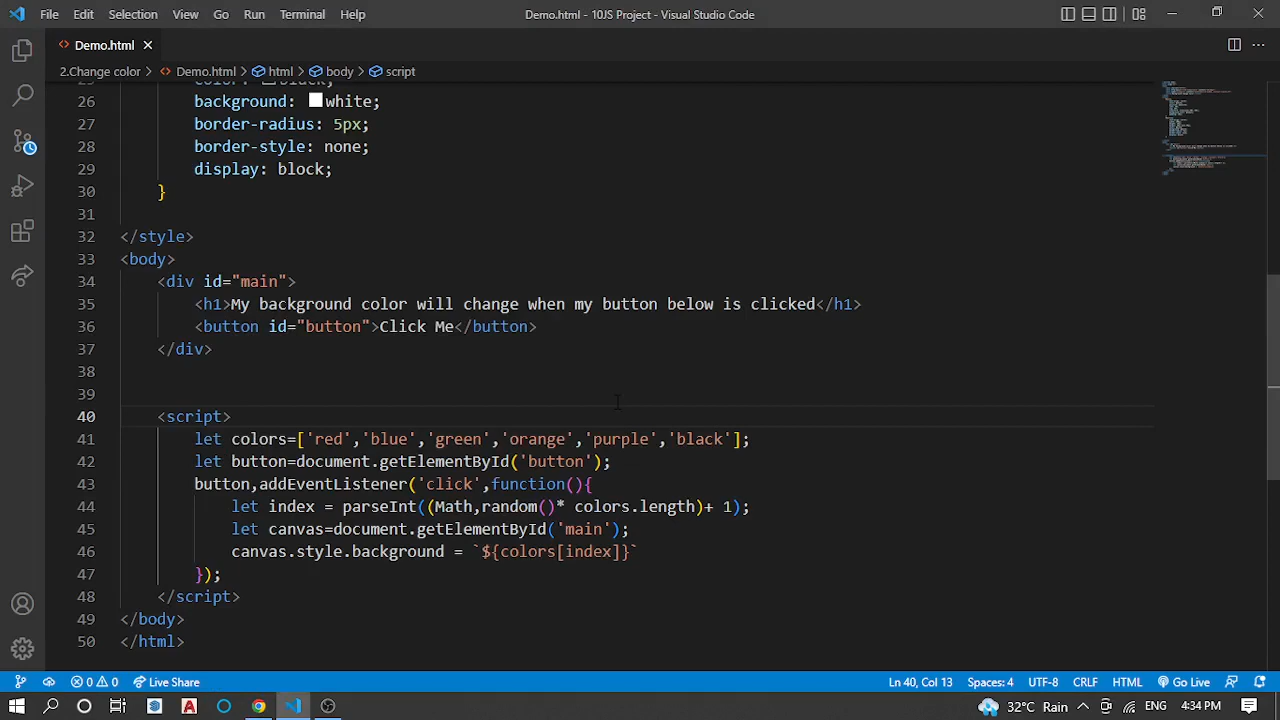 File Edit Selection View Go Run Terminal Help Demo.html - 10JS Project - Visual Studio Code
Demo.html
2.Change color > Demo.html > html > body > script
25 color: black;
26 background: white;
27 border-radius: 5px;
28 border-style: none;
29 display: block;
30 }
31
32 </style>
33 <body>
34 <div id="main">
35 <h1>My background color will change when my button below is clicked</h1>
36 <button id="button">Click Me</button>
37 </div>
38
39
40 <script>
41 let colors=['red','blue','green','orange','purple','black'];
42 let button=document.getElementById('button');
43 button,addEventListener('click',function(){
44 let index = parseInt((Math,random()* colors.length)+ 1);
45 let canvas=document.getElementById('main');
46 canvas.style.background = `${colors[index]}`
47 });
48 </script>
49 </body>
50 </html>
0 0 Live Share Ln 40, Col 13 Spaces: 4 UTF-8 CRLF HTML Go Live
32°C Rain ENG 4:34 PM